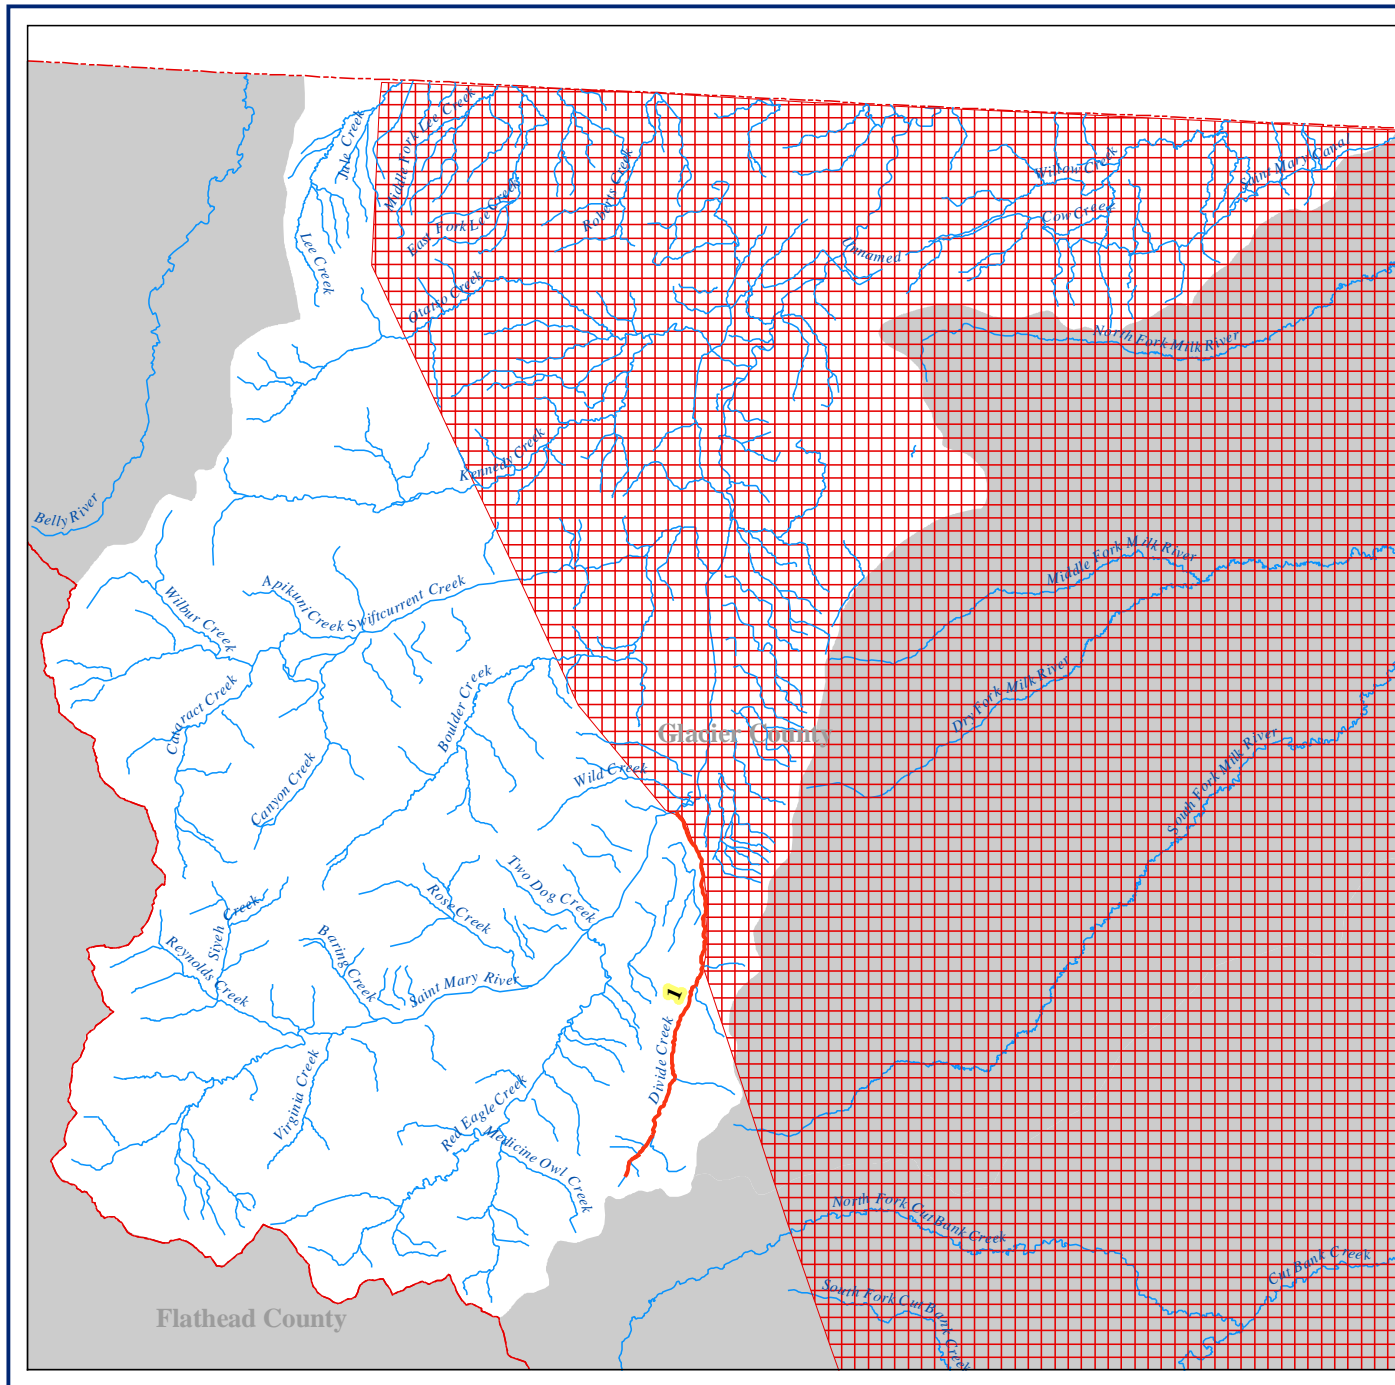 Middle Fork Lee Creek
Jule Creek
Saint Mary Cana
Willow Creek
Roberts Creek
East Fork Lee Creek
Cow Creek
Unnamed
Lee Creek
Otatso Creek
North Fork Milk River
Kennedy Creek
Belly River
Middle Fork Milk River
Apikuni Creek
Swiftcurrent Creek
Wilbur Creek
Boulder Creek
Dry Fork Milk River
Cataract Creek
Glacier County
South Fork Milk River
Wild Creek
Canyon Creek
Two Dog Creek
Rose Creek
Siyeh Creek
Baring Creek
Reynolds Creek
Saint Mary River
1
Divide Creek
Virginia Creek
Red Eagle Creek
Medicine Owl Creek
North Fork Cut Bank Creek
Cut Bank Creek
South Fork Cut Bank Creek
Flathead County